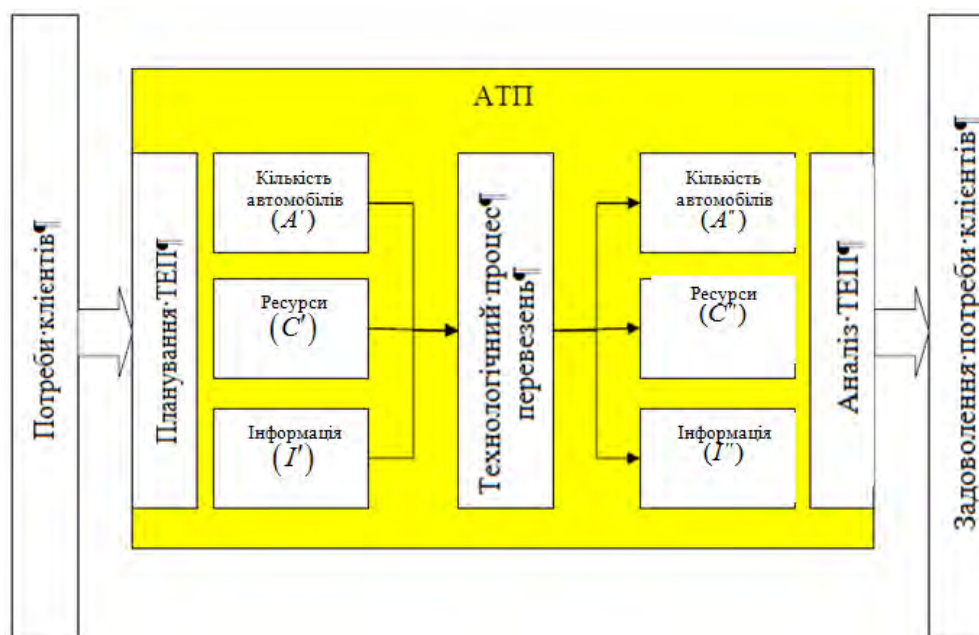 АТП
Потреби·клієнтів¶
Планування·ТЕП¶
Кількість
автомобілів
(A′)
Ресурси
(C′)
Інформація
(I′)
Технологічний·процес¶
перевезень¶
Кількість
автомобілів
(A″)
Ресурси
(C″)
Інформація
(I″)
Аналіз·ТЕП¶
Задоволення·потреби·клієнтів¶